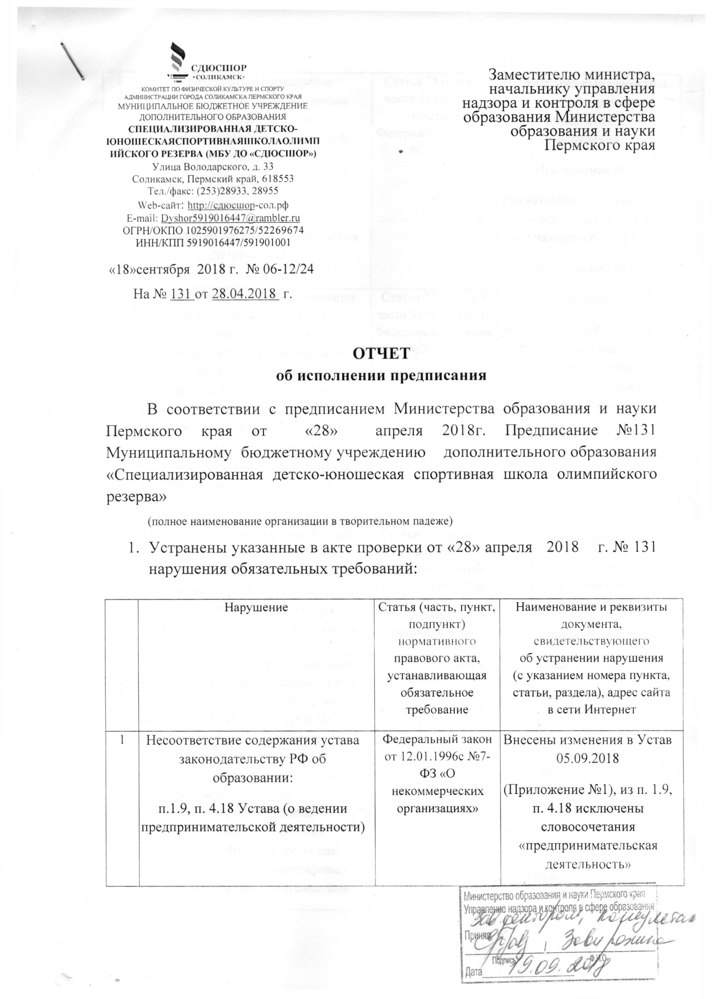 СДЮСШОР
·СОЛИКАМСК·
КОМИТЕТ ПО ФИЗИЧЕСКОЙ КУЛЬТУРЕ И СПОРТУ
АДМИНИСТРАЦИИ ГОРОДА СОЛИКАМСКА ПЕРМСКОГО КРАЯ
МУНИЦИПАЛЬНОЕ БЮДЖЕТНОЕ УЧРЕЖДЕНИЕ
ДОПОЛНИТЕЛЬНОГО ОБРАЗОВАНИЯ
СПЕЦИАЛИЗИРОВАННАЯ ДЕТСКО-
ЮНОШЕСКАЯСПОРТИВНАЯШКОЛАОЛИМП
ИЙСКОГО РЕЗЕРВА (МБУ ДО «СДЮСШОР»)
Улица Володарского, д. 33
Соликамск, Пермский край, 618553
Тел./факс: (253)28933, 28955
Web-сайт: http://сдюсшор-сол.рф
E-mail: Dyshor5919016447@rambler.ru
ОГРН/ОКПО 1025901976275/52269674
ИНН/КПП 5919016447/591901001
«18»сентября 2018 г. № 06-12/24
На № 131 от 28.04.2018 г.
Заместителю министра,
начальнику управления
надзора и контроля в сфере
образования Министерства
образования и науки
Пермского края
ОТЧЕТ
об исполнении предписания
В соответствии с предписанием Министерства образования и науки
Пермского края от «28» апреля 2018г. Предписание №131
Муниципальному бюджетному учреждению дополнительного образования
«Специализированная детско-юношеская спортивная школа олимпийского
резерва»
(полное наименование организации в творительном падеже)
1. Устранены указанные в акте проверки от «28» апреля 2018 г. № 131
нарушения обязательных требований:
Нарушение
Статья (часть, пункт,
подпункт)
нормативного
правового акта,
устанавливающая
обязательное
требование
Наименование и реквизиты
документа,
свидетельствующего
об устранении нарушения
(с указанием номера пункта,
статьи, раздела), адрес сайта
в сети Интернет
1
Несоответствие содержания устава
законодательству РФ об
образовании:
п.1.9, п. 4.18 Устава (о ведении
предпринимательской деятельности)
Федеральный закон
от 12.01.1996с №7-
ФЗ «О
некоммерческих
организациях»
Внесены изменения в Устав
05.09.2018
(Приложение №1), из п. 1.9,
п. 4.18 исключены
словосочетания
«предпринимательская
деятельность»
Министерство образования и науки Пермского края
Управление надзора и контроля в сфере образования
Зав. сектором, консультан
Принял
Подпись Ф.И.О.
Дата 19.09.2018